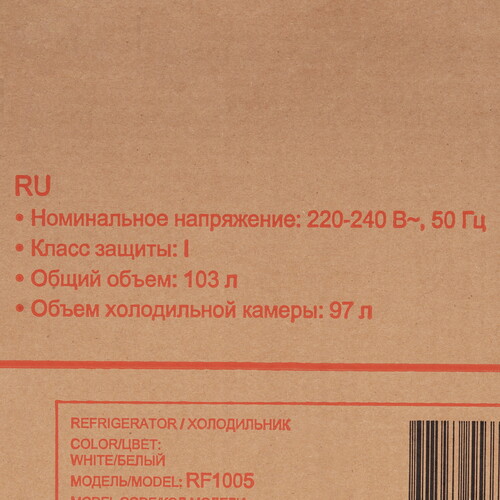 RU
• Номинальное напряжение: 220-240 В~, 50 Гц
• Класс защиты: I
• Общий объем: 103 л
• Объем холодильной камеры: 97 л
REFRIGERATOR / ХОЛОДИЛЬНИК
COLOR/ЦВЕТ:
WHITE/БЕЛЫЙ
МОДЕЛЬ/MODEL: RF1005